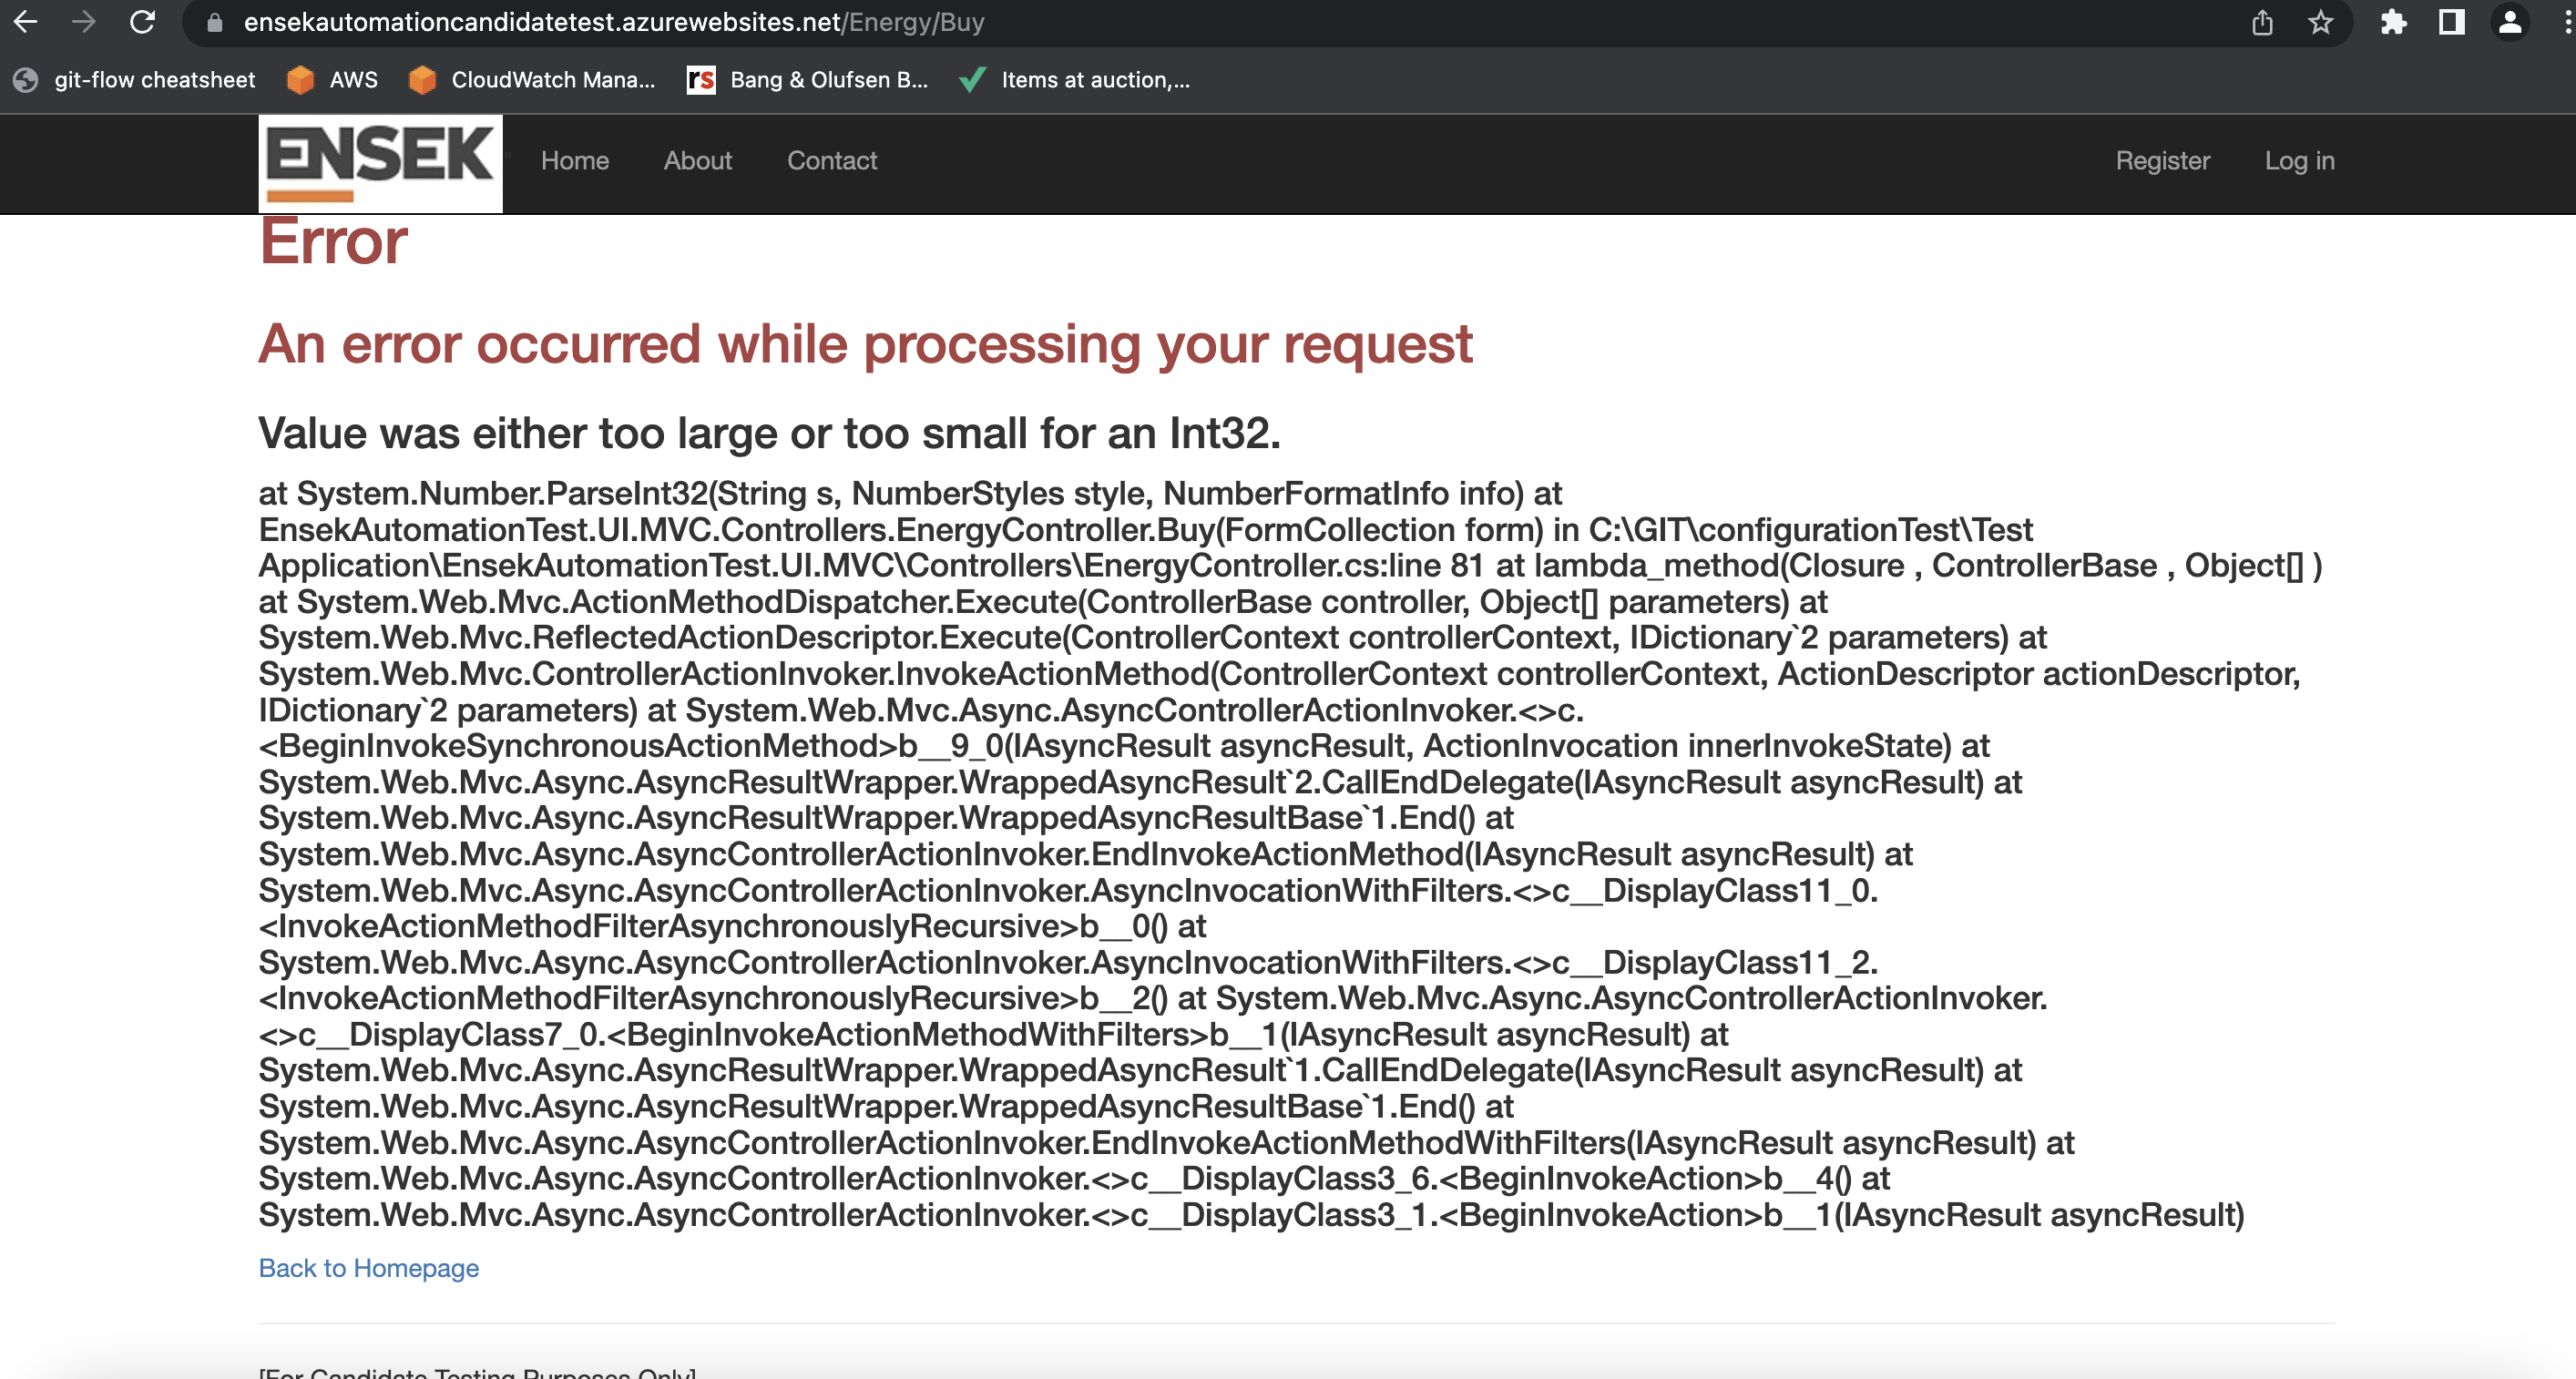 ensekautomationcandidatetest.azurewebsites.net/Energy/Buy
git-flow cheatsheet AWS CloudWatch Mana... rs Bang & Olufsen B... Items at auction,...
ENSEK " Home About Contact Register Log in
Error
An error occurred while processing your request
Value was either too large or too small for an Int32.
at System.Number.ParseInt32(String s, NumberStyles style, NumberFormatInfo info) at
EnsekAutomationTest.UI.MVC.Controllers.EnergyController.Buy(FormCollection form) in C:\GIT\configurationTest\Test
Application\EnsekAutomationTest.UI.MVC\Controllers\EnergyController.cs:line 81 at lambda_method(Closure , ControllerBase , Object[] )
at System.Web.Mvc.ActionMethodDispatcher.Execute(ControllerBase controller, Object[] parameters) at
System.Web.Mvc.ReflectedActionDescriptor.Execute(ControllerContext controllerContext, IDictionary`2 parameters) at
System.Web.Mvc.ControllerActionInvoker.InvokeActionMethod(ControllerContext controllerContext, ActionDescriptor actionDescriptor,
IDictionary`2 parameters) at System.Web.Mvc.Async.AsyncControllerActionInvoker.<>c.
<BeginInvokeSynchronousActionMethod>b__9_0(IAsyncResult asyncResult, ActionInvocation innerInvokeState) at
System.Web.Mvc.Async.AsyncResultWrapper.WrappedAsyncResult`2.CallEndDelegate(IAsyncResult asyncResult) at
System.Web.Mvc.Async.AsyncResultWrapper.WrappedAsyncResultBase`1.End() at
System.Web.Mvc.Async.AsyncControllerActionInvoker.EndInvokeActionMethod(IAsyncResult asyncResult) at
System.Web.Mvc.Async.AsyncControllerActionInvoker.AsyncInvocationWithFilters.<>c__DisplayClass11_0.
<InvokeActionMethodFilterAsynchronouslyRecursive>b__0() at
System.Web.Mvc.Async.AsyncControllerActionInvoker.AsyncInvocationWithFilters.<>c__DisplayClass11_2.
<InvokeActionMethodFilterAsynchronouslyRecursive>b__2() at System.Web.Mvc.Async.AsyncControllerActionInvoker.
<>c__DisplayClass7_0.<BeginInvokeActionMethodWithFilters>b__1(IAsyncResult asyncResult) at
System.Web.Mvc.Async.AsyncResultWrapper.WrappedAsyncResult`1.CallEndDelegate(IAsyncResult asyncResult) at
System.Web.Mvc.Async.AsyncResultWrapper.WrappedAsyncResultBase`1.End() at
System.Web.Mvc.Async.AsyncControllerActionInvoker.EndInvokeActionMethodWithFilters(IAsyncResult asyncResult) at
System.Web.Mvc.Async.AsyncControllerActionInvoker.<>c__DisplayClass3_6.<BeginInvokeAction>b__4() at
System.Web.Mvc.Async.AsyncControllerActionInvoker.<>c__DisplayClass3_1.<BeginInvokeAction>b__1(IAsyncResult asyncResult)
Back to Homepage
[For Candidate Testing Purposes Only]